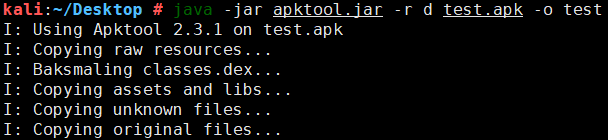 kali:~/Desktop # java -jar apktool.jar -r d test.apk -o test
I: Using Apktool 2.3.1 on test.apk
I: Copying raw resources...
I: Baksmaling classes.dex...
I: Copying assets and libs...
I: Copying unknown files...
I: Copying original files...